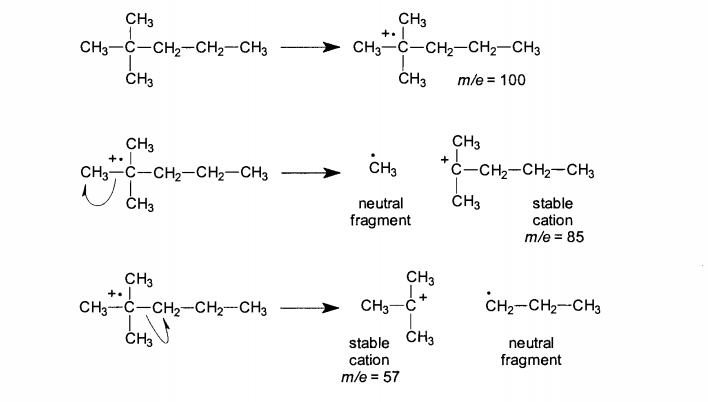 CH₃ CH₃
CH₃—C—CH₂—CH₂—CH₃ CH₃—C—CH₂—CH₂—CH₃
+•
CH₃ CH₃ m/e = 100
CH₃ CH₃
+• +
CH₃—C—CH₂—CH₂—CH₃ •CH₃ C—CH₂—CH₂—CH₃
CH₃ CH₃
neutral stable
fragment cation
m/e = 85
CH₃ CH₃
+• + •
CH₃—C—CH₂—CH₂—CH₃ CH₃—C CH₂—CH₂—CH₃
CH₃ CH₃
stable neutral
cation fragment
m/e = 57